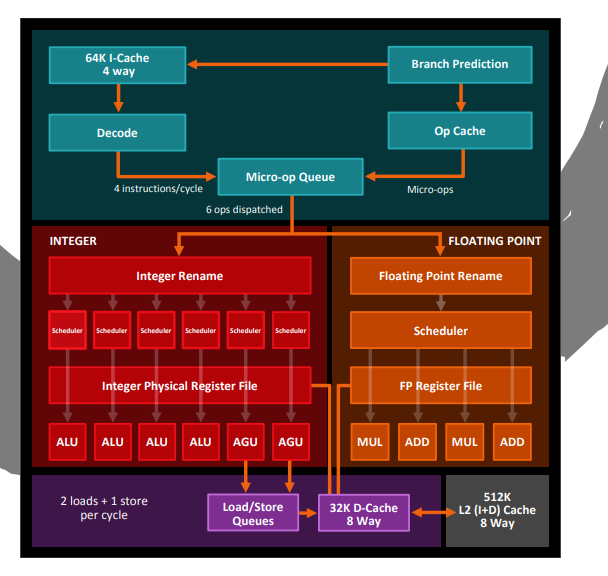 64K I-Cache
4 way
Branch Prediction
Decode
Op Cache
Micro-op Queue
4 instructions/cycle
Micro-ops
6 ops dispatched
INTEGER
FLOATING POINT
Integer Rename
Floating Point Rename
Scheduler
Scheduler
Scheduler
Scheduler
Scheduler
Scheduler
Scheduler
Integer Physical Register File
FP Register File
ALU
ALU
ALU
ALU
AGU
AGU
MUL
ADD
MUL
ADD
2 loads + 1 store
per cycle
Load/Store
Queues
32K D-Cache
8 Way
512K
L2 (I+D) Cache
8 Way